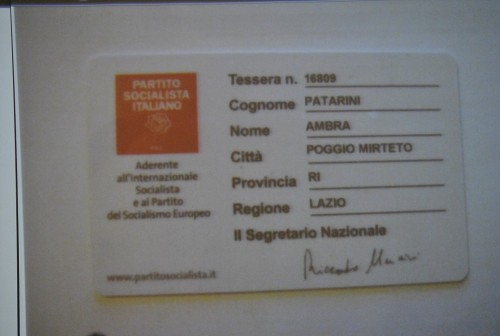 PARTITO
SOCIALISTA
ITALIANO
Aderente
all'Internazionale
Socialista
e al Partito
del Socialismo Europeo
www.partitosocialista.it
Tessera n. 16809
Cognome PATARINI
Nome AMBRA
Città POGGIO MIRTETO
Provincia RI
Regione LAZIO
Il Segretario Nazionale